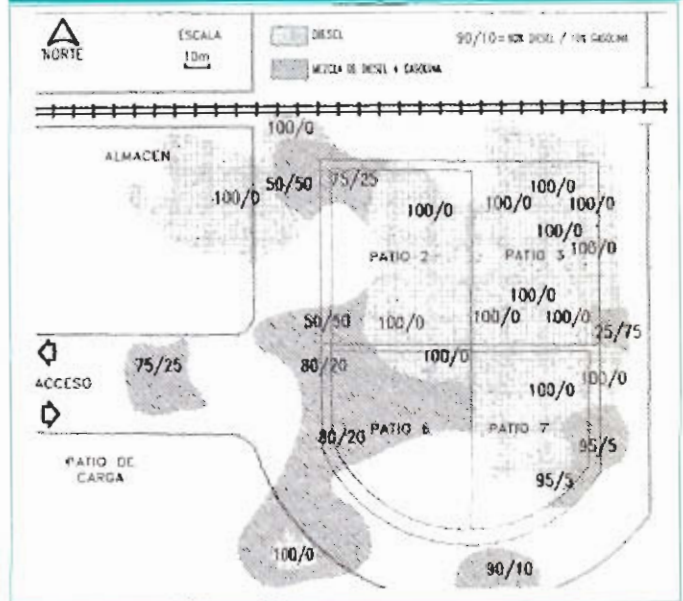 NORTE
ESCALA
10m
DIESEL
MEZCLA DE DIESEL Y GASOLINA
90/10 = 90% DIESEL / 10% GASOLINA
100/0
ALMACEN
50/50
75/25
100/0
100/0
100/0
100/0
100/0
100/0
PATIO 2
PATIO 3
100/0
100/0
50/50
100/0
100/0
100/0
25/75
75/25
80/20
100/0
100/0
100/0
ACCESO
80/20
PATIO 6
PATIO 7
95/5
PATIO DE
CARGA
95/5
100/0
90/10